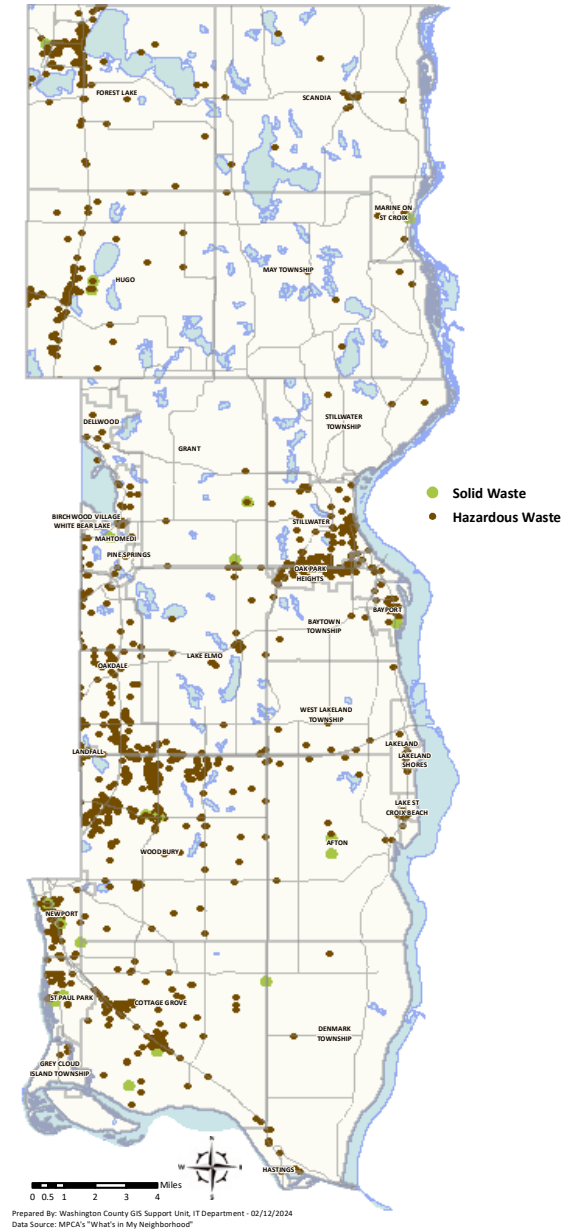 FOREST LAKE
SCANDIA
MARINE ON
ST CROIX
MAY TOWNSHIP
HUGO
STILLWATER
TOWNSHIP
DELLWOOD
GRANT
Solid Waste
Hazardous Waste
BIRCHWOOD VILLAGE
WHITE BEAR LAKE
STILLWATER
MAHTOMEDI
PINE SPRINGS
OAK PARK
HEIGHTS
BAYPORT
BAYTOWN
TOWNSHIP
LAKE ELMO
OAKDALE
WEST LAKELAND
TOWNSHIP
LANDFALL
LAKELAND
LAKELAND
SHORES
LAKE ST
CROIX BEACH
AFTON
WOODBURY
NEWPORT
ST PAUL PARK
COTTAGE GROVE
DENMARK
TOWNSHIP
GREY CLOUD
ISLAND TOWNSHIP
HASTINGS
N
W E
S
Miles
0 0.5 1 2 3 4
Prepared By: Washington County GIS Support Unit, IT Department - 02/12/2024
Data Source: MPCA's "What's in My Neighborhood"